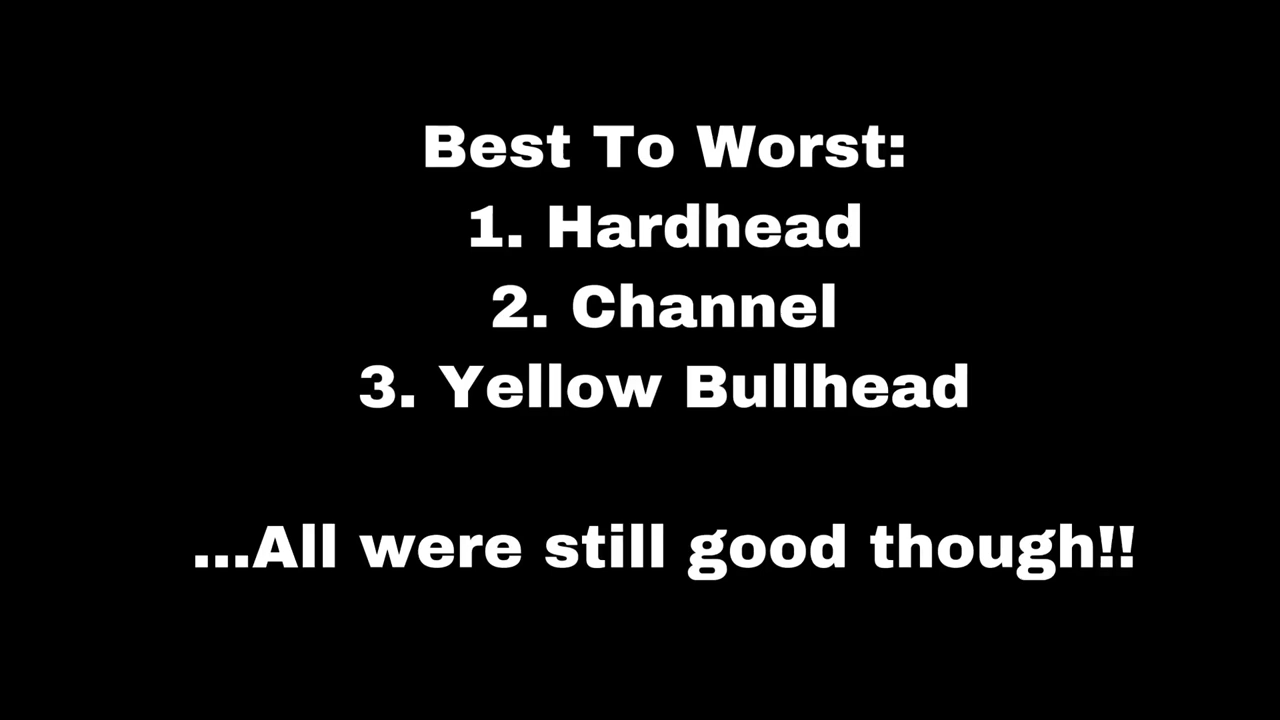 Best To Worst:
1. Hardhead
2. Channel
3. Yellow Bullhead
...All were still good though!!